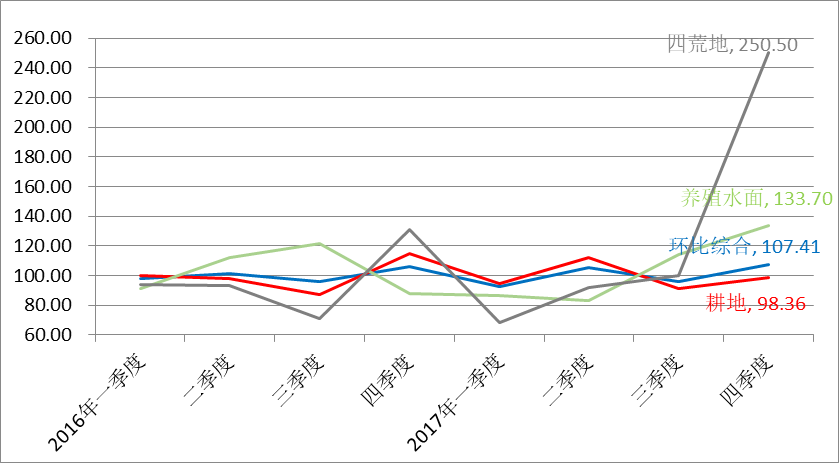 260.00
240.00
220.00
200.00
180.00
160.00
140.00
120.00
100.00
80.00
60.00
四荒地, 250.50
养殖水面, 133.70
环比综合, 107.41
耕地, 98.36
2016年一季度
二季度
三季度
四季度
2017年一季度
二季度
三季度
四季度